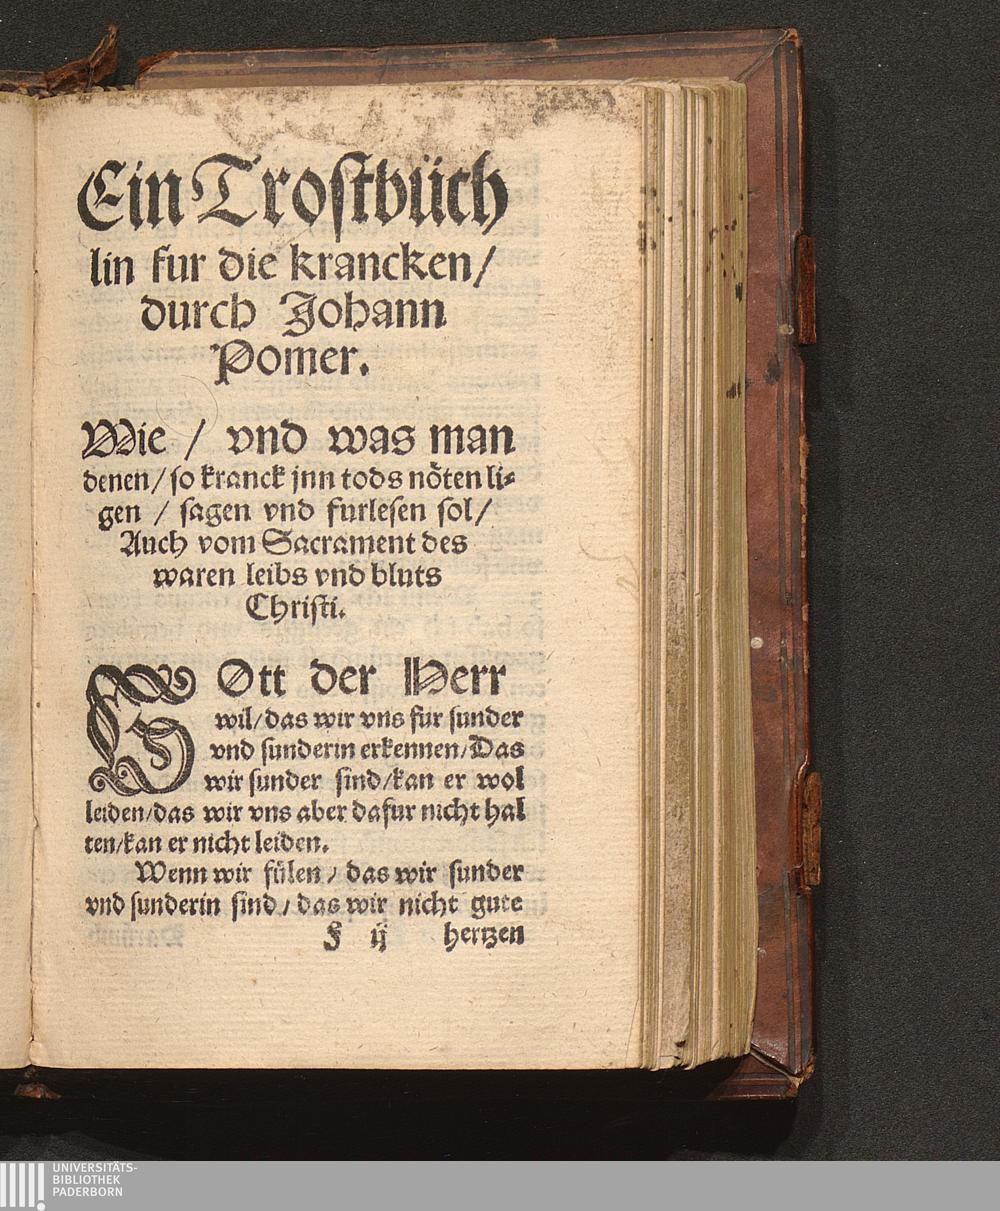 Ein Trostbüch
lin fur die krancken/
durch Johann
Pomer.
Wie / vnd was man
denen/ so kranck jnn tods nöten li-
gen / sagen vnd furlesen sol/
Auch vom Sacrament des
waren leibs vnd bluts
Christi.
GOtt der Herr
wil/das wir vns fur sunder
vnd sunderin erkennen/Das
wir sunder sind/kan er wol
leiden/das wir vns aber dafur nicht hal
ten/kan er nicht leiden.
Wenn wir fülen/ das wir sunder
vnd sunderin sind/ das wir nicht gute
F ij hertzen
UNIVERSITÄTS-
BIBLIOTHEK
PADERBORN